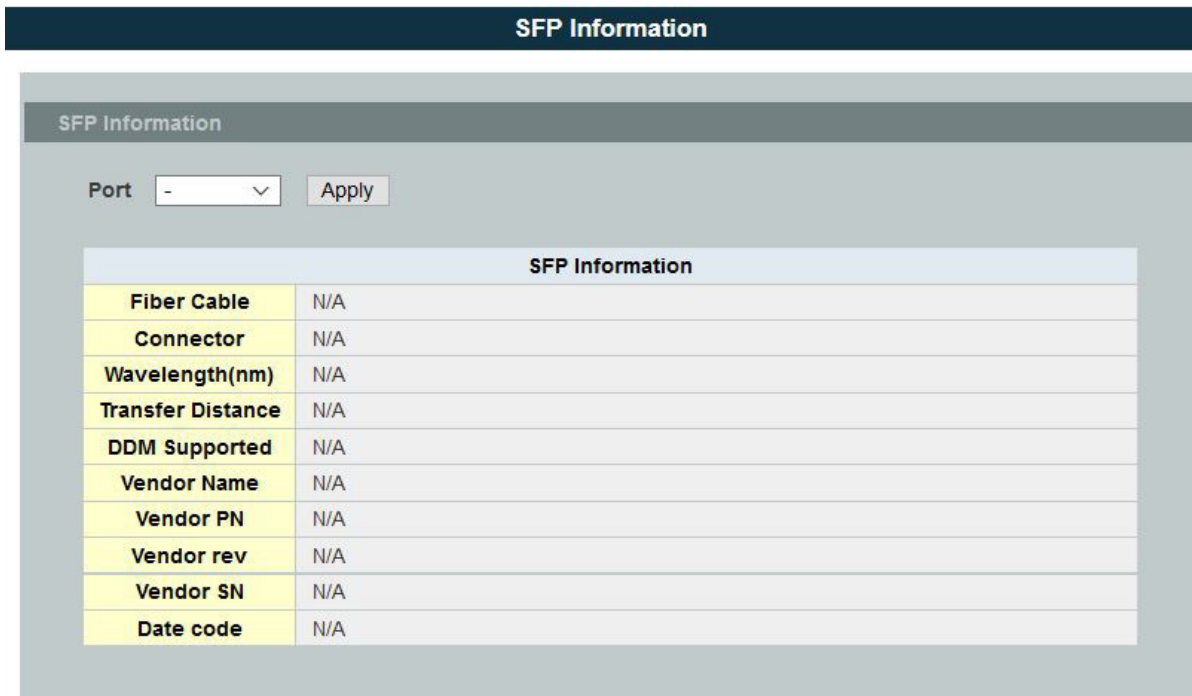 SFP Information
SFP Information
Port - Apply
SFP Information
Fiber Cable N/A
Connector N/A
Wavelength(nm) N/A
Transfer Distance N/A
DDM Supported N/A
Vendor Name N/A
Vendor PN N/A
Vendor rev N/A
Vendor SN N/A
Date code N/A